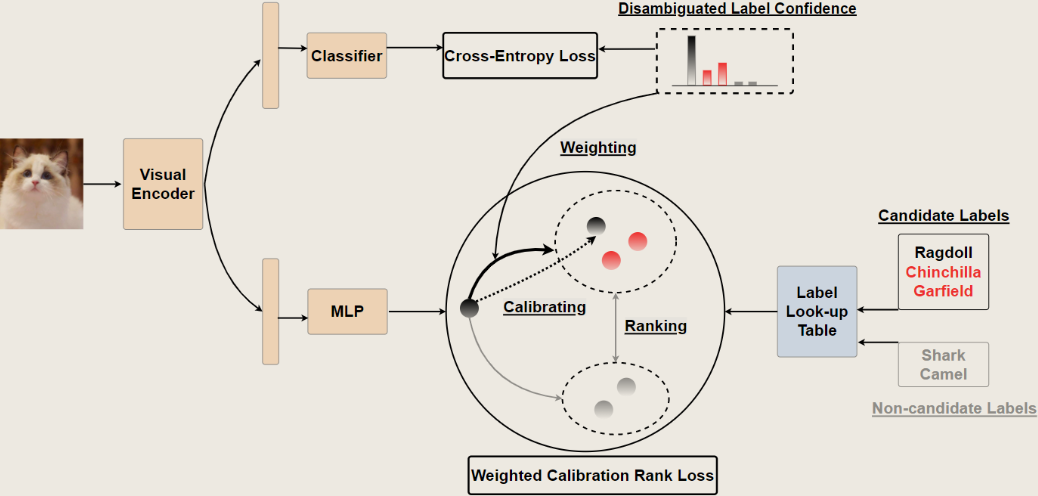 Disambiguated Label Confidence
Classifier
Cross-Entropy Loss
Weighting
Visual
Encoder
Candidate Labels
Ragdoll
Chinchilla
Garfield
Label
Look-up
Table
MLP
Calibrating
Ranking
Shark
Camel
Non-candidate Labels
Weighted Calibration Rank Loss